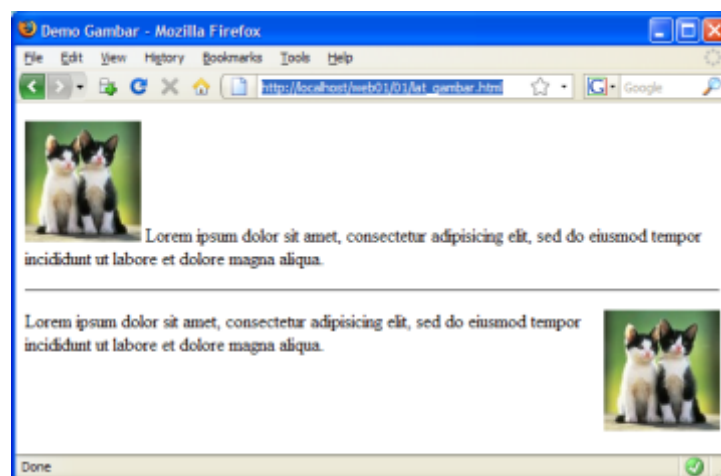 Demo Gambar - Mozilla Firefox
File Edit View History Bookmarks Tools Help
http://localhost/web01/01/lat_gambar.html
G Google
Lorem ipsum dolor sit amet, consectetur adipisicing elit, sed do eiusmod tempor
incididunt ut labore et dolore magna aliqua.
Lorem ipsum dolor sit amet, consectetur adipisicing elit, sed do eiusmod tempor
incididunt ut labore et dolore magna aliqua.
Done